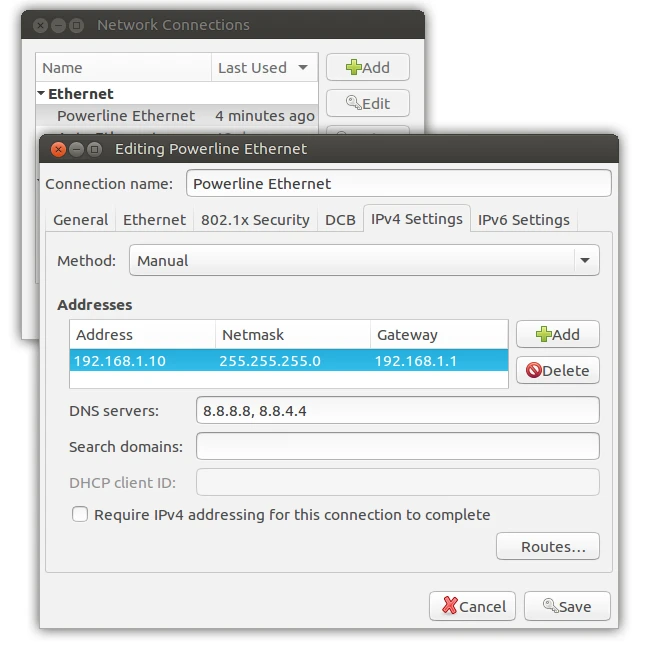 Network Connections
Name Last Used
Add
Ethernet
Edit
Powerline Ethernet 4 minutes ago
Editing Powerline Ethernet
Connection name: Powerline Ethernet
General Ethernet 802.1x Security DCB IPv4 Settings IPv6 Settings
Method: Manual
Addresses
Address Netmask Gateway
Add
192.168.1.10 255.255.255.0 192.168.1.1
Delete
DNS servers: 8.8.8.8, 8.8.4.4
Search domains:
DHCP client ID:
Require IPv4 addressing for this connection to complete
Routes…
Cancel Save